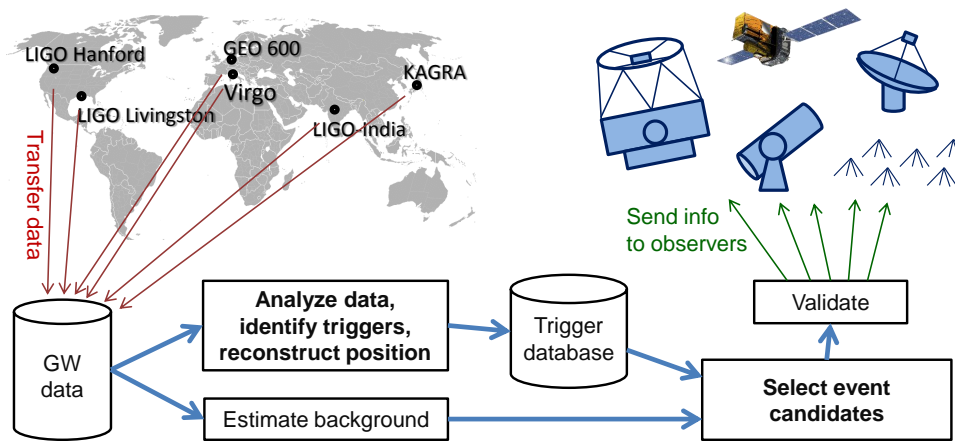 LIGO Hanford
GEO 600
KAGRA
Virgo
LIGO Livingston
LIGO-India
Transfer data
Send info
to observers
Analyze data,
identify triggers,
reconstruct position
Trigger
database
Validate
GW
data
Estimate background
Select event
candidates